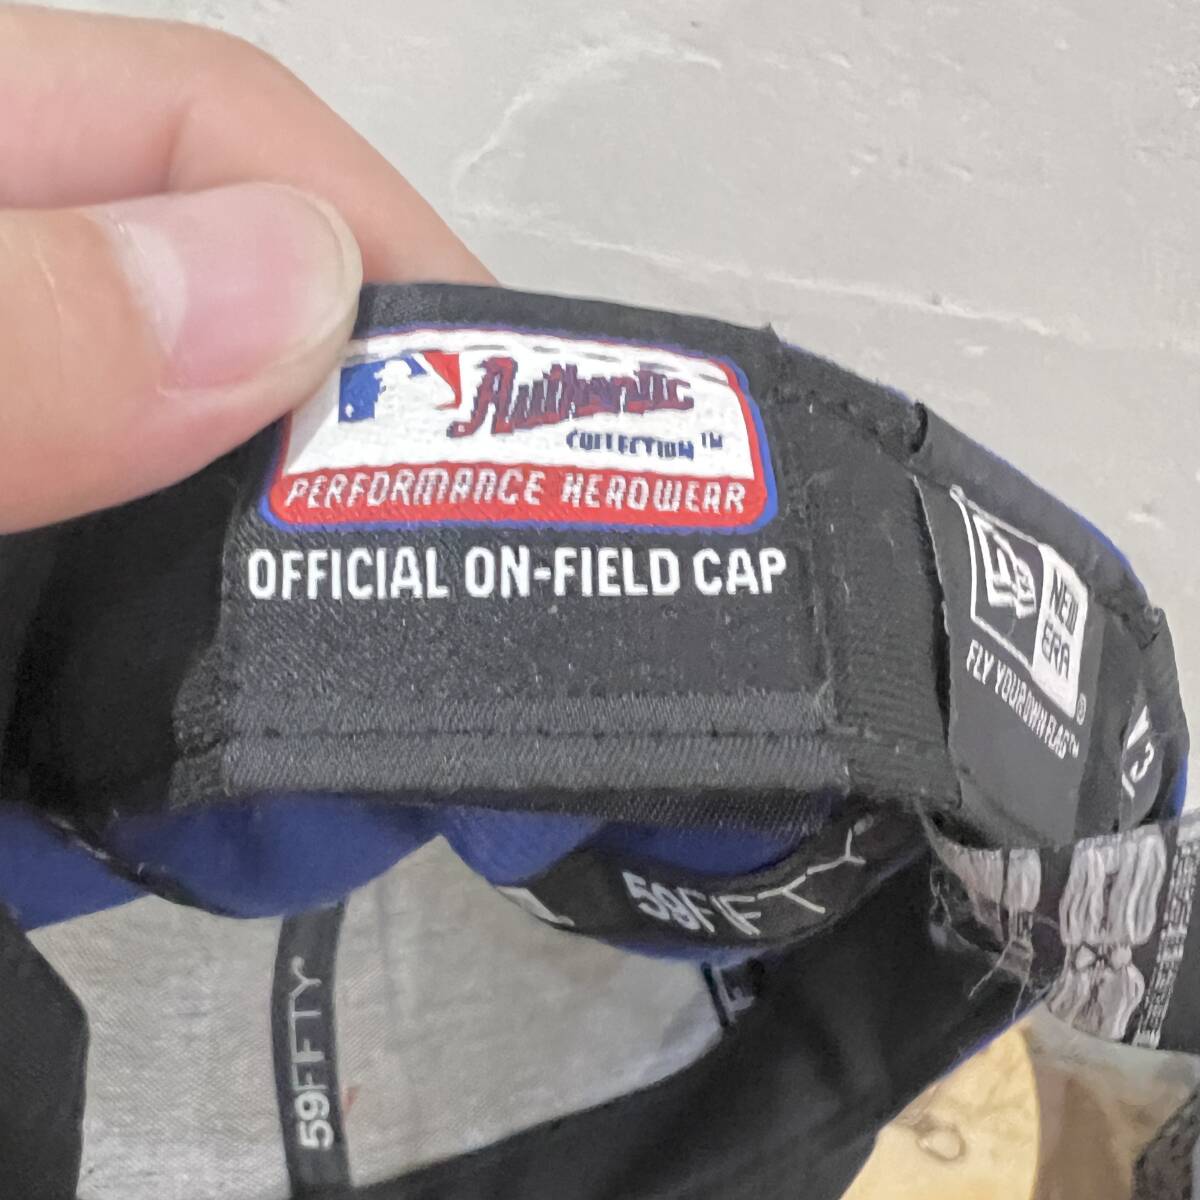 Authentic
COLLECTION™
PERFORMANCE HEADWEAR
OFFICIAL ON-FIELD CAP
NEW
ERA®
FLY YOUR OWN FLAG™
59FIFTY
59FIFTY